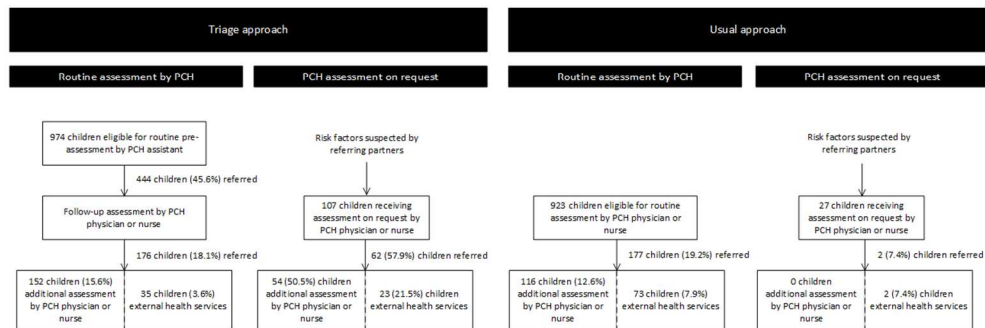 Triage approach
Usual approach
Routine assessment by PCH
PCH assessment on request
Routine assessment by PCH
PCH assessment on request
974 children eligible for routine pre-
assessment by PCH assistant
444 children (45.6%) referred
Follow-up assessment by PCH
physician or nurse
176 children (18.1%) referred
152 children (15.6%)
additional assessment
by PCH physician or
nurse
35 children (3.6%)
external health services
Risk factors suspected by
referring partners
107 children receiving
assessment on request by
PCH physician or nurse
62 (57.9%) children referred
54 (50.5%) children
additional assessment
by PCH physician or
nurse
23 (21.5%) children
external health services
923 children eligible for routine
assessment by PCH physician or
nurse
177 children (19.2%) referred
116 children (12.6%)
additional assessment
by PCH physician or
nurse
73 children (7.9%)
external health services
Risk factors suspected by
referring partners
27 children receiving
assessment on request by
PCH physician or nurse
2 (7.4%) children referred
0 children
additional assessment
by PCH physician or
nurse
2 (7.4%) children
external health services